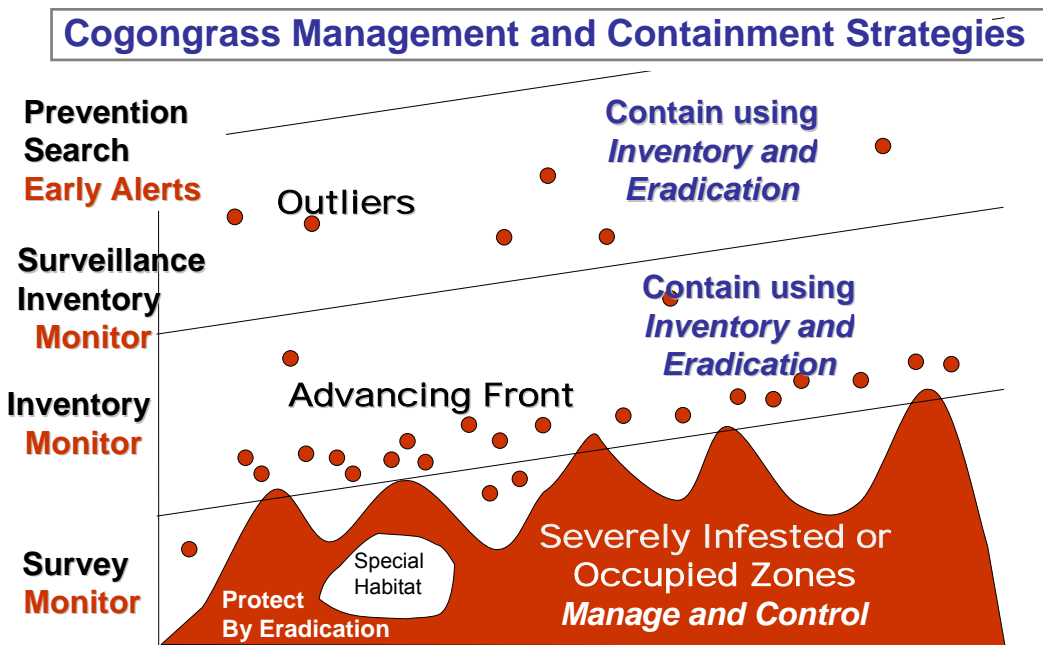 Cogongrass Management and Containment Strategies
Prevention
Search
Early Alerts
Contain using
Inventory and
Eradication
Outliers
Surveillance
Inventory
Monitor
Contain using
Inventory and
Eradication
Advancing Front
Inventory
Monitor
Survey
Monitor
Special
Habitat
Protect
By Eradication
Severely Infested or
Occupied Zones
Manage and Control